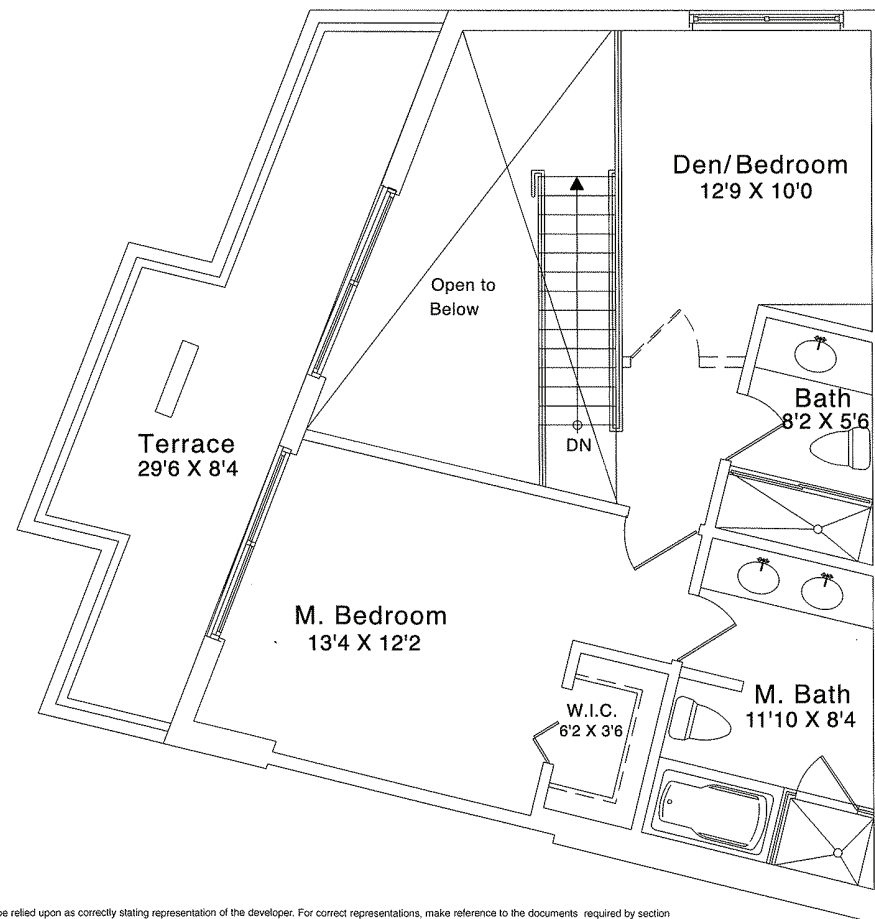 Den/Bedroom
12'9 X 10'0
Open to
Below
Bath
8'2 X 5'6
Terrace
29'6 X 8'4
DN
M. Bedroom
13'4 X 12'2
W.I.C.
6'2 X 3'6
M. Bath
11'10 X 8'4
be relied upon as correctly stating representation of the developer. For correct representations, make reference to the documents required by section